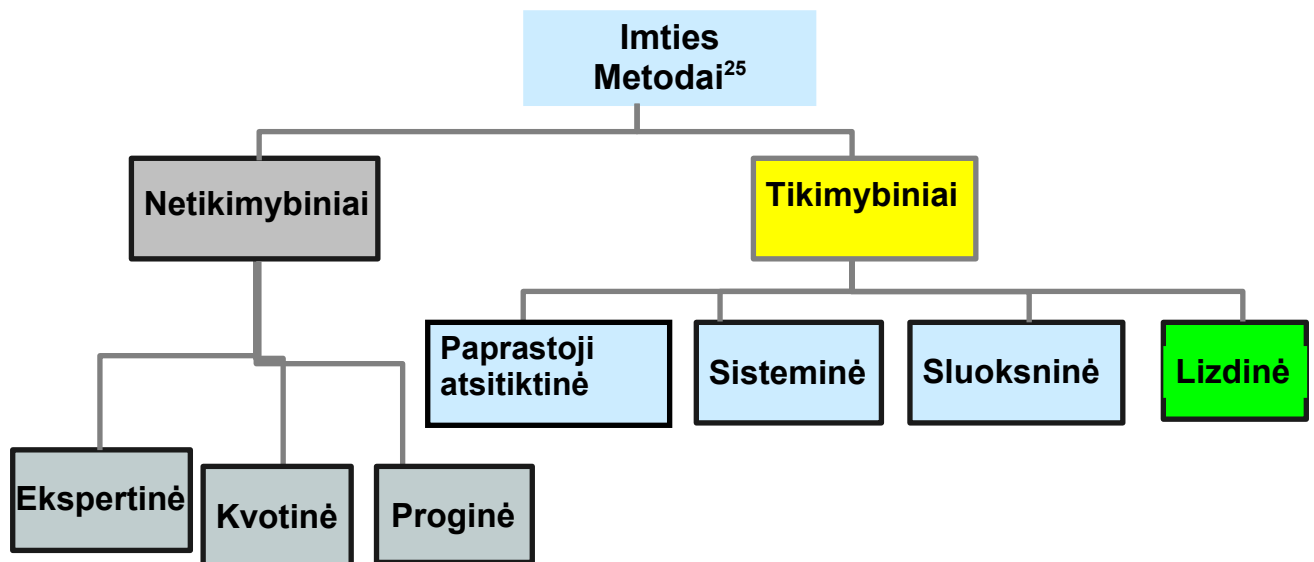 Imties
Metodai²⁵
Netikimybiniai
Tikimybiniai
Paprastoji
atsitiktinė
Sisteminė
Sluoksninė
Lizdinė
Ekspertinė
Kvotinė
Proginė